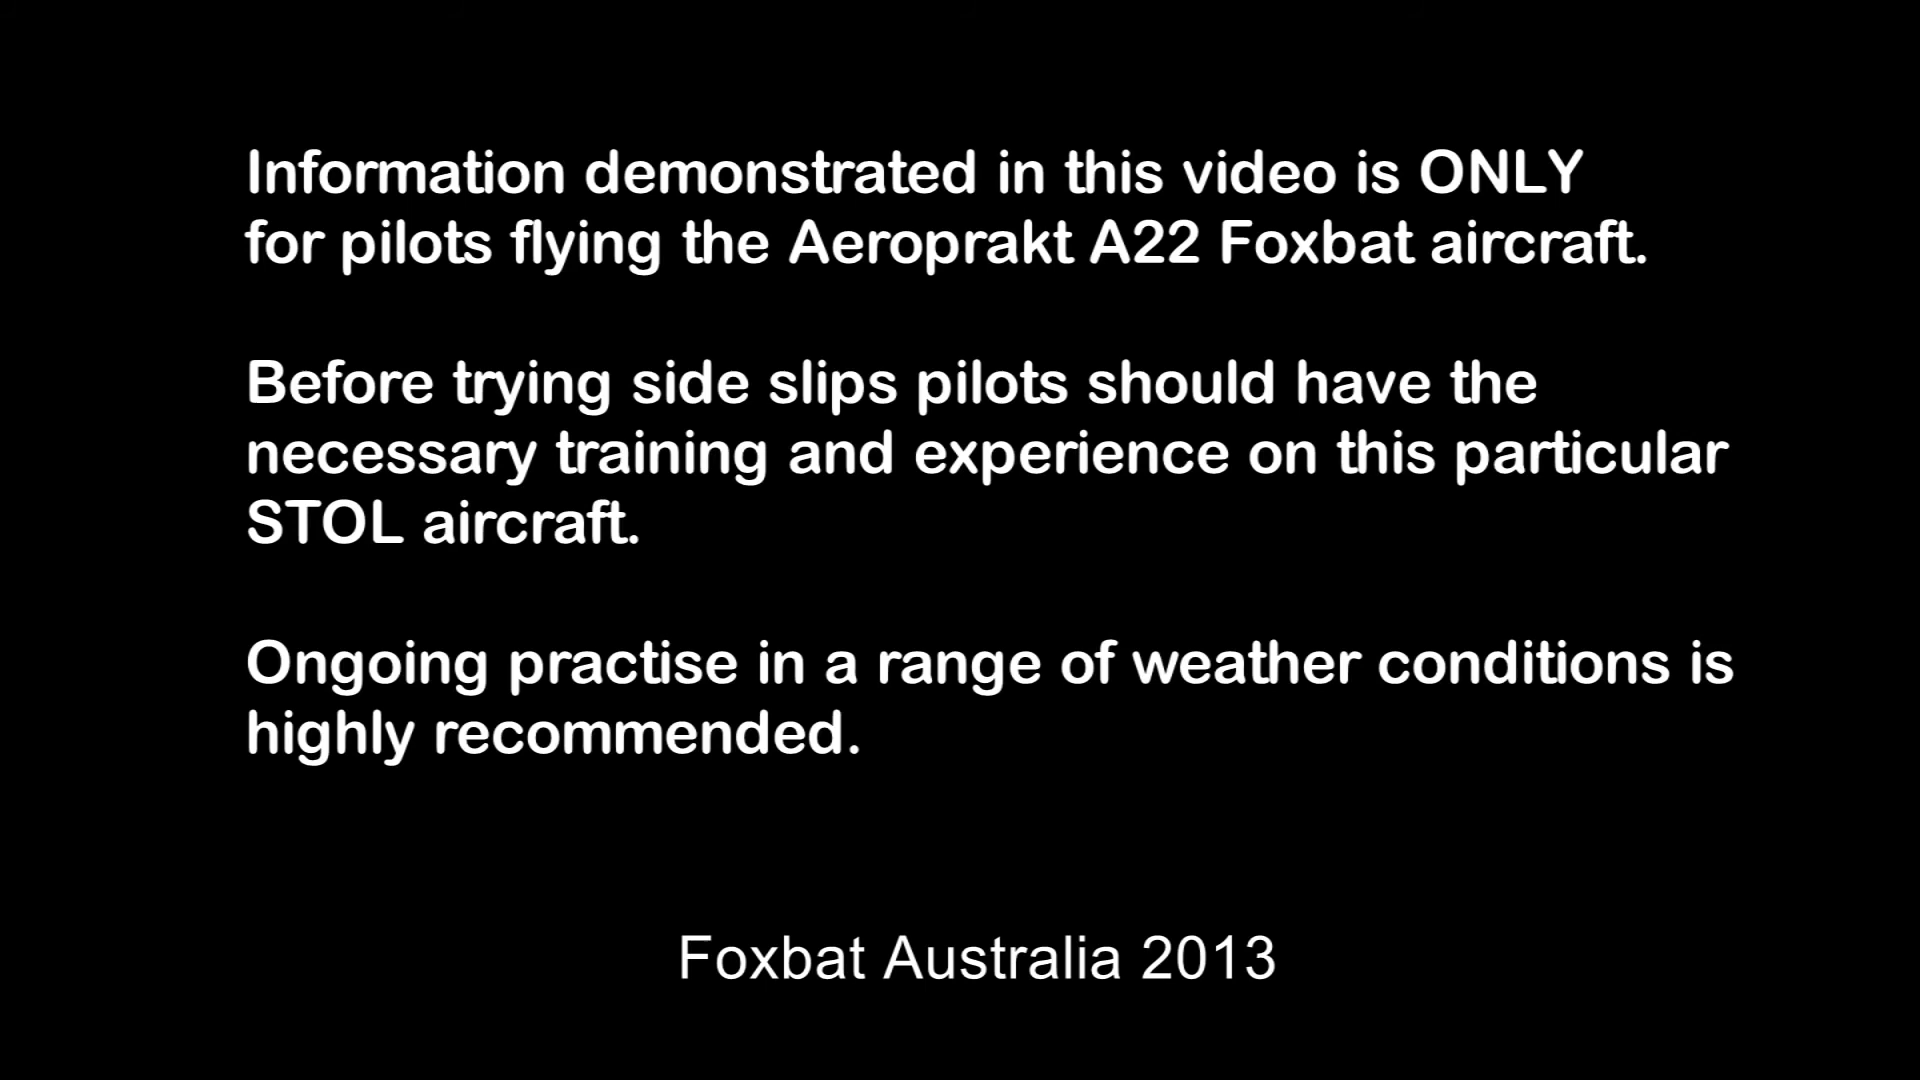 Information demonstrated in this video is ONLY
for pilots flying the Aeroprakt A22 Foxbat aircraft.
Before trying side slips pilots should have the
necessary training and experience on this particular
STOL aircraft.
Ongoing practise in a range of weather conditions is
highly recommended.
Foxbat Australia 2013